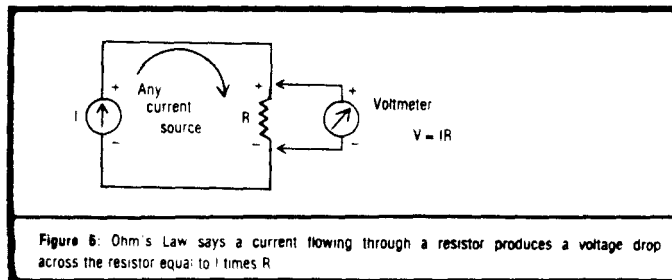 +
+
+
Any
current
source
I
R
Voltmeter
V = IR
−
−
−
Figure 6: Ohm's Law says a current flowing through a resistor produces a voltage drop
across the resistor equal to I times R